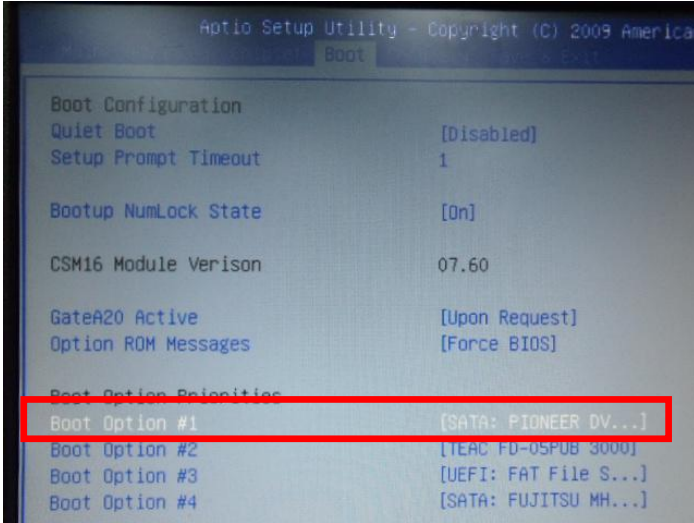 Aptio Setup Utility - Copyright (C) 2009 America
Boot
Boot Configuration
Quiet Boot [Disabled]
Setup Prompt Timeout 1
Bootup NumLock State [On]
CSM16 Module Verison 07.60
GateA20 Active [Upon Request]
Option ROM Messages [Force BIOS]
Boot Option Priorities
Boot Option #1 [SATA: PIONEER DV...]
Boot Option #2 [TEAC FD-05PUB 3000]
Boot Option #3 [UEFI: FAT File S...]
Boot Option #4 [SATA: FUJITSU MH...]